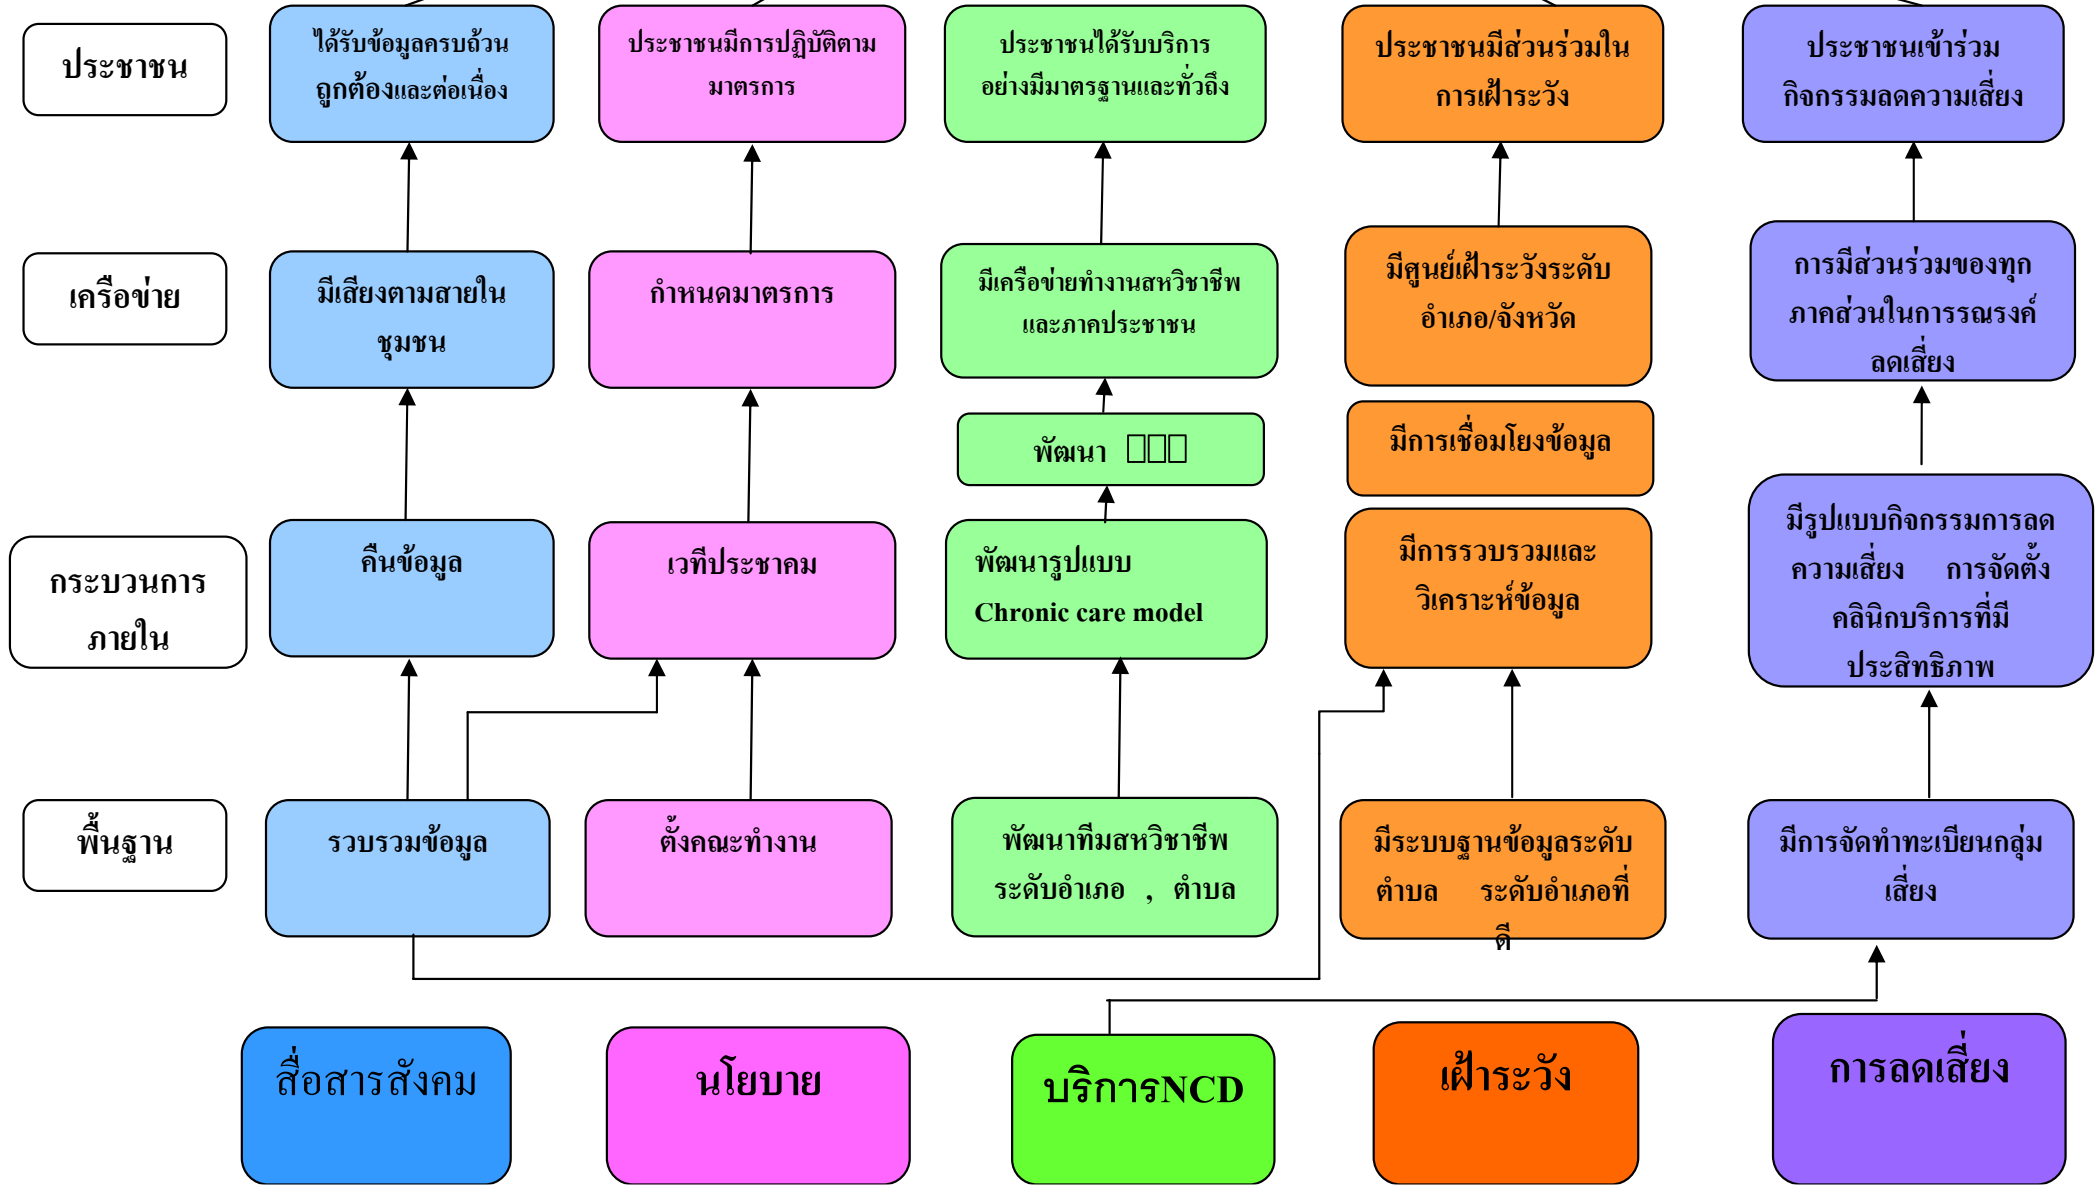 ประชาชน
ได้รับข้อมูลครบถ้วน
ถูกต้องและต่อเนื่อง
ประชาชนมีการปฏิบัติตาม
มาตรการ
ประชาชนได้รับบริการ
อย่างมีมาตรฐานและทั่วถึง
ประชาชนมีส่วนร่วมใน
การเฝ้าระวัง
ประชาชนเข้าร่วม
กิจกรรมลดความเสี่ยง
เครือข่าย
มีเสียงตามสายใน
ชุมชน
กำหนดมาตรการ
มีเครือข่ายทำงานสหวิชาชีพ
และภาคประชาชน
มีศูนย์เฝ้าระวังระดับ
อำเภอ/จังหวัด
การมีส่วนร่วมของทุก
ภาคส่วนในการรณรงค์
ลดเสี่ยง
พัฒนา □□□
มีการเชื่อมโยงข้อมูล
กระบวนการ
ภายใน
คืนข้อมูล
เวทีประชาคม
พัฒนารูปแบบ
Chronic care model
มีการรวบรวมและ
วิเคราะห์ข้อมูล
มีรูปแบบกิจกรรมการลด
ความเสี่ยง การจัดตั้ง
คลินิกบริการที่มี
ประสิทธิภาพ
พื้นฐาน
รวบรวมข้อมูล
ตั้งคณะทำงาน
พัฒนาทีมสหวิชาชีพ
ระดับอำเภอ , ตำบล
มีระบบฐานข้อมูลระดับ
ตำบล ระดับอำเภอที่
ดี
มีการจัดทำทะเบียนกลุ่ม
เสี่ยง
สื่อสารสังคม
นโยบาย
บริการNCD
เฝ้าระวัง
การลดเสี่ยง